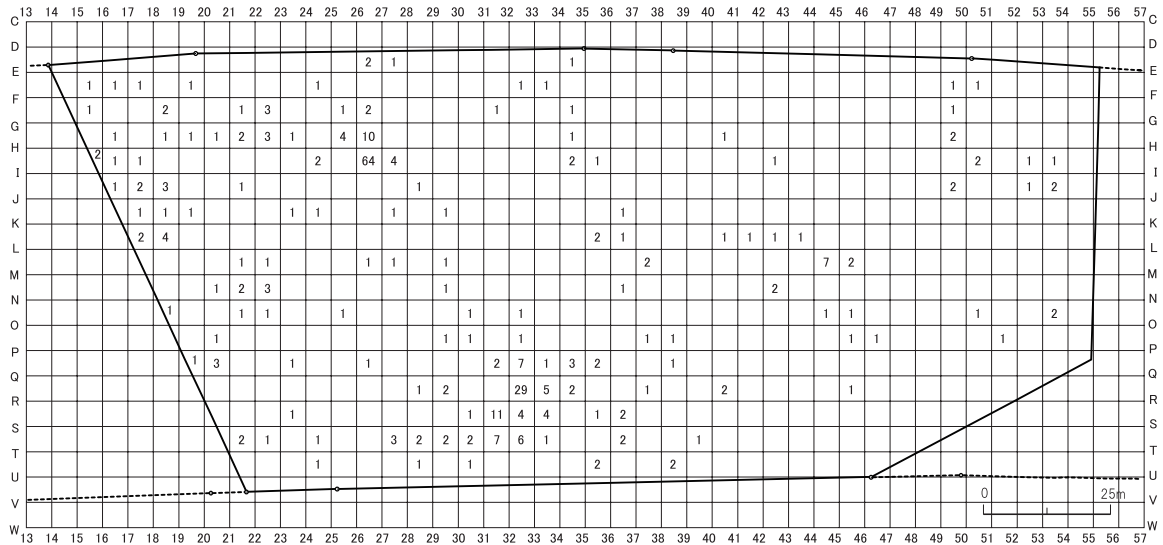 13 14 15 16 17 18 19 20 21 22 23 24 25 26 27 28 29 30 31 32 33 34 35 36 37 38 39 40 41 42 43 44 45 46 47 48 49 50 51 52 53 54 55 56 57
C C
D D
2 1 1
E E
1 1 1 1 1 1 1 1 1
F F
1 2 1 3 1 2 1 1 1
G G
1 1 1 1 2 3 1 4 10 1 1 2
H H
2 1 1 2 64 4 2 1 1 2 1 1
I I
1 2 3 1 1 2 1 2
J J
1 1 1 1 1 1 1 1
K K
2 4 2 1 1 1 1 1
L L
1 1 1 1 1 2 7 2
M M
1 2 3 1 1 2
N N
1 1 1 1 1 1 1 1 1 2
O O
1 1 1 1 1 1 1 1 1
P P
1 3 1 1 2 7 1 3 2 1
Q Q
1 2 29 5 2 1 2 1
R R
1 1 11 4 4 1 2
S S
2 1 1 3 2 2 2 7 6 1 2 1
T T
1 1 1 2 2
U U
0 25m
V V
W W
13 14 15 16 17 18 19 20 21 22 23 24 25 26 27 28 29 30 31 32 33 34 35 36 37 38 39 40 41 42 43 44 45 46 47 48 49 50 51 52 53 54 55 56 57